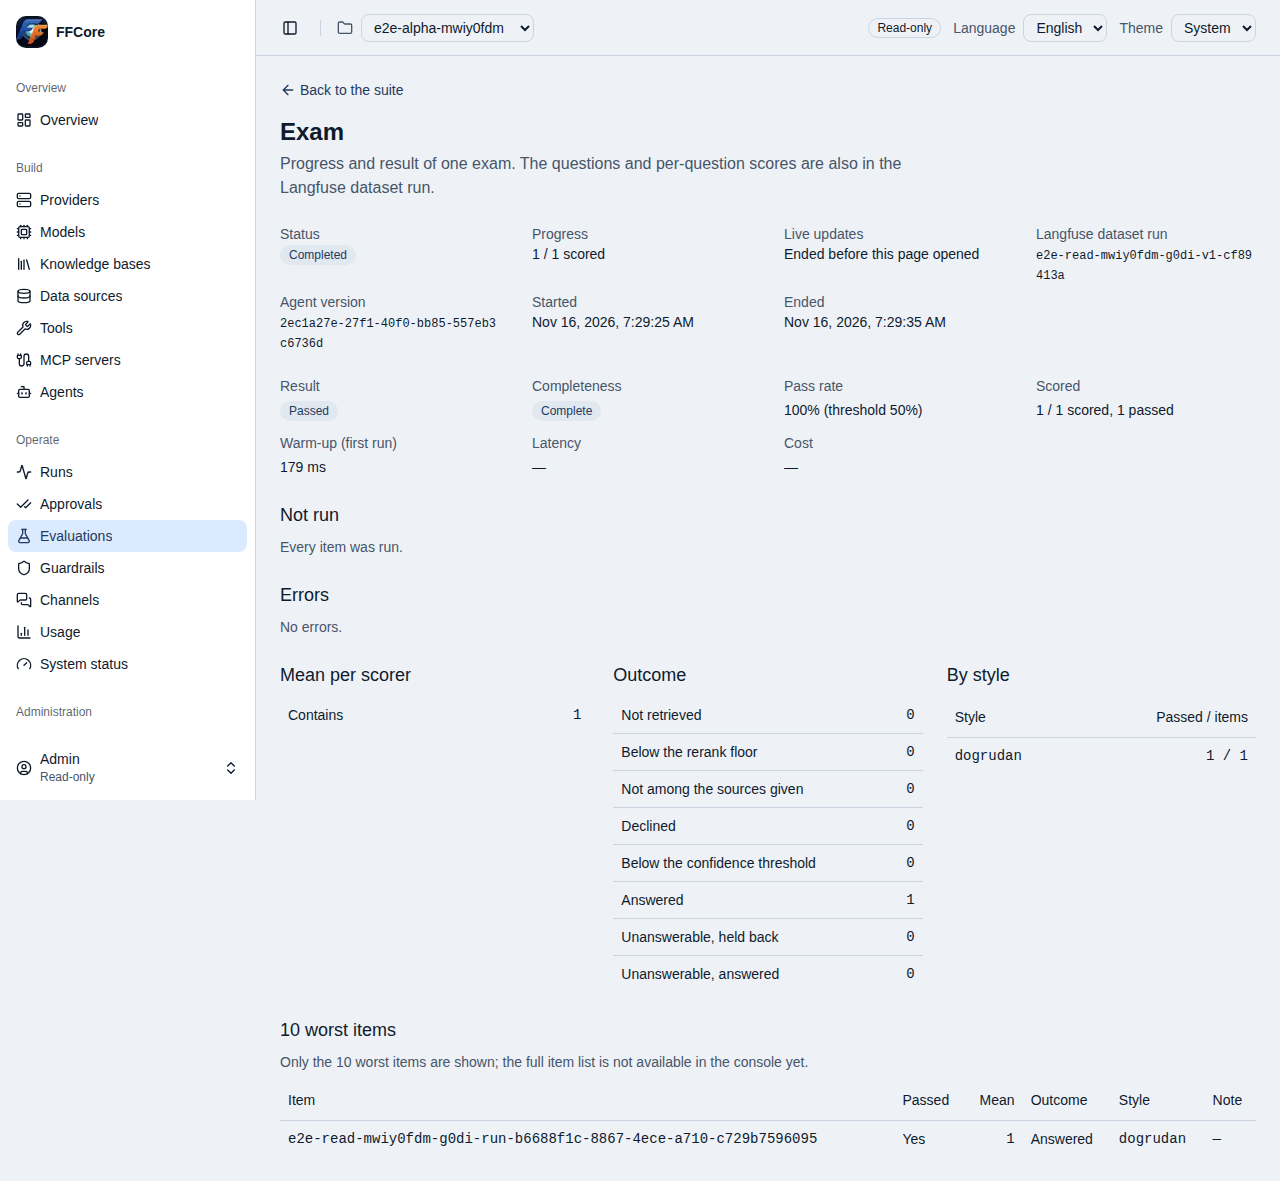 FFCore
e2e-alpha-mwiy0fdm
Read-only
Language
English
Theme
System
Overview
Overview
Build
Providers
Models
Knowledge bases
Data sources
Tools
MCP servers
Agents
Operate
Runs
Approvals
Evaluations
Guardrails
Channels
Usage
System status
Administration
Admin
Read-only
Back to the suite
Exam
Progress and result of one exam. The questions and per-question scores are also in the
Langfuse dataset run.
Status
Completed
Progress
1 / 1 scored
Live updates
Ended before this page opened
Langfuse dataset run
e2e-read-mwiy0fdm-g0di-v1-cf89
413a
Agent version
2ec1a27e-27f1-40f0-bb85-557eb3
c6736d
Started
Nov 16, 2026, 7:29:25 AM
Ended
Nov 16, 2026, 7:29:35 AM
Result
Passed
Completeness
Complete
Pass rate
100% (threshold 50%)
Scored
1 / 1 scored, 1 passed
Warm-up (first run)
179 ms
Latency
—
Cost
—
Not run
Every item was run.
Errors
No errors.
Mean per scorer
Contains 1
Outcome
Not retrieved 0
Below the rerank floor 0
Not among the sources given 0
Declined 0
Below the confidence threshold 0
Answered 1
Unanswerable, held back 0
Unanswerable, answered 0
By style
Style Passed / items
dogrudan 1 / 1
10 worst items
Only the 10 worst items are shown; the full item list is not available in the console yet.
Item Passed Mean Outcome Style Note
e2e-read-mwiy0fdm-g0di-run-b6688f1c-8867-4ece-a710-c729b7596095 Yes 1 Answered dogrudan —